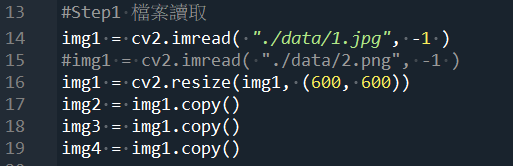 13 #Step1 檔案讀取
14 img1 = cv2.imread( "./data/1.jpg", -1 )
15 #img1 = cv2.imread( "./data/2.png", -1 )
16 img1 = cv2.resize(img1, (600, 600))
17 img2 = img1.copy()
18 img3 = img1.copy()
19 img4 = img1.copy()